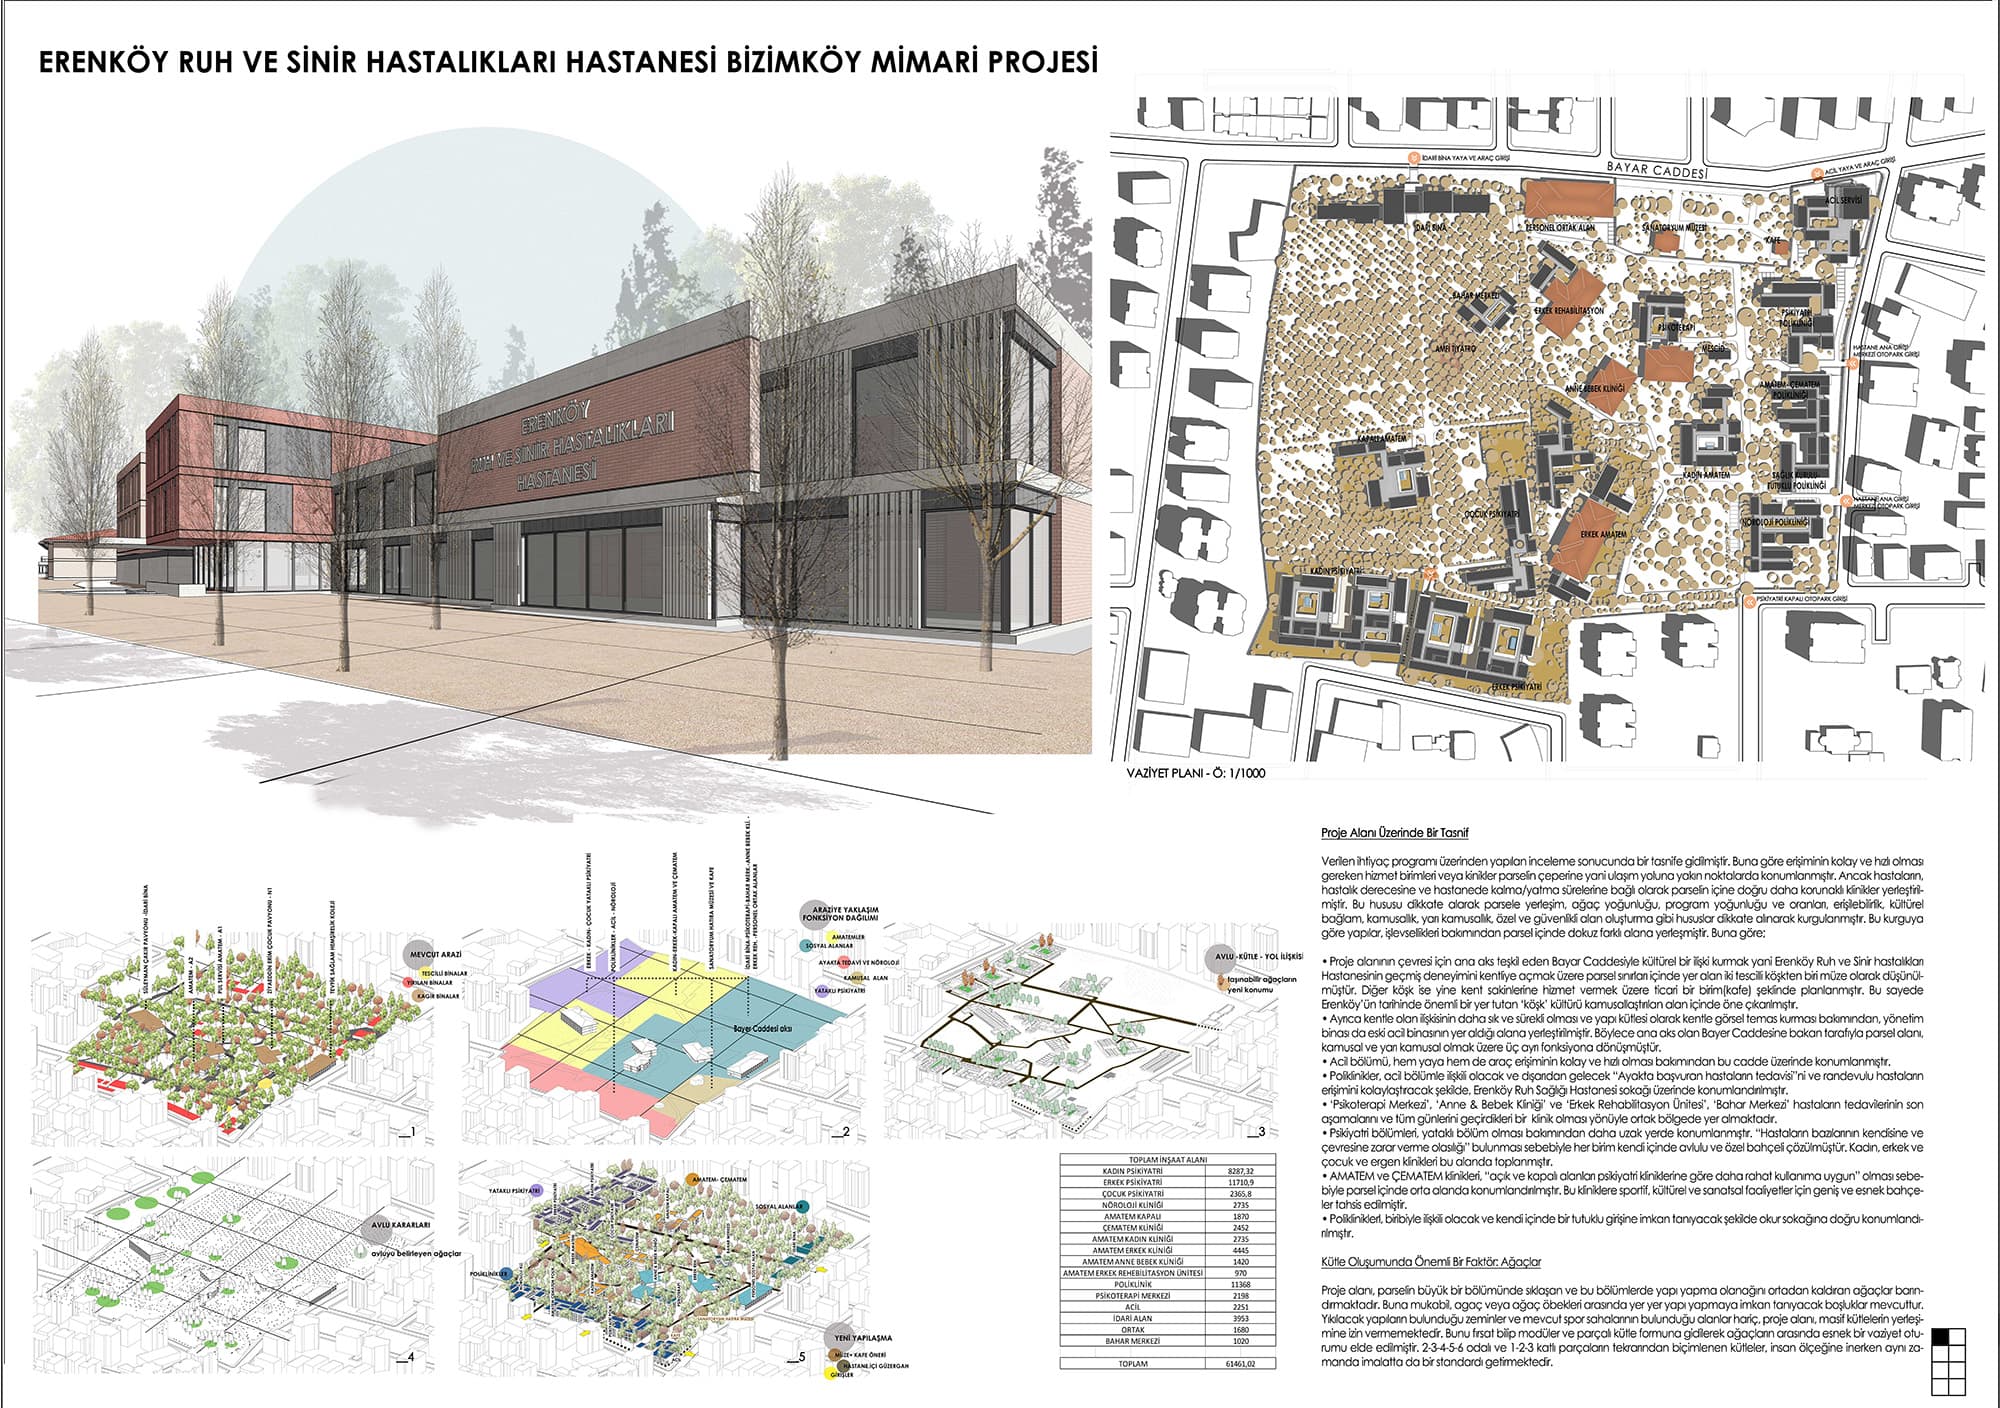 ERENKÖY RUH VE SİNİR HASTALIKLARI HASTANESİ BİZİMKÖY MİMARİ PROJESİ
ERENKÖY
RUH VE SİNİR HASTALIKLARI
HASTANESİ
İDARİ BİNA YAYA VE ARAÇ GİRİŞİ
BAYAR CADDESİ
ACİL YAYA VE ARAÇ GİRİŞİ
ACİL SERVİSİ
İDARİ BİNA
PERSONEL ORTAK ALAN
SANATORYUM MÜZESİ
KAFE
BAHAR MERKEZİ
ERKEK REHABİLİTASYON
PSİKOTERAPİ
PSİKİYATRİ
POLİKLİNİĞİ
AMFİ TİYATRO
MESCİD
HASTANE ANA GİRİŞİ
MERKEZİ OTOPARK GİRİŞİ
ANNE BEBEK KLİNİĞİ
AMATEM - ÇEMATEM
POLİKLİNİĞİ
KAPALI AMATEM
KADIN AMATEM
SAĞLIK KURULU
TUTUKLU POLİKLİNİĞİ
HASTANE ANA GİRİŞİ
MERKEZİ OTOPARK GİRİŞİ
ÇOCUK PSİKİYATRİ
NÖROLOJİ POLİKLİNİĞİ
ERKEK AMATEM
KADIN PSİKİYATRİ
PSİKİYATRİ KAPALI OTOPARK GİRİŞİ
ERKEK PSİKİYATRİ
VAZİYET PLANI - Ö: 1/1000
SÜLEYMAN ÇAKIR PAVYONU -İDARİ BİNA
AMATEM - A2
PSİ. SERVİSİ AMATEM - A1
ZİYAEDDİN ERİM ÇOCUK PAVYONU - N1
TEVFİK SAĞLAM HEMŞİRELİK KOLEJİ
MEVCUT ARAZİ
TESCİLLİ BİNALAR
YIKILAN BİNALAR
KAGİR BİNALAR
1
ERKEK - KADIN- ÇOCUK YATAKLI PSİKİYATRİ
POLİKLİNİKLER - ACİL - NÖROLOJİ
KADIN-ERKEK-KAPALI AMATEM VE ÇEMATEM
SANATORYUM HATIRA MÜZESİ VE KAFE
İDARİ BİNA-PSİKOTERAPİ-BAHAR MERK.-ANNE BEBEK KLİ. -
ERKEK REH. -PERSONEL ORTAK ALANLAR
Bayer Caddesi aksı
ARAZİYE YAKLAŞIM
FONKSİYON DAĞILIMI
AMATEMLER
SOSYAL ALANLAR
AYAKTA TEDAVİ VE NÖROLOJİ
KAMUSAL ALAN
YATAKLI PSİKİYATRİ
2
AVLU -KÜTLE - YOL İLİŞKİSİ
taşınabilir ağaçların
yeni konumu
3
AVLU KARARLARI
avluyu belirleyen ağaçlar
4
YATAKLI PSİKİYATRİ
AMATEM- ÇEMATEM
SOSYAL ALANLAR
POLİKLİNİKLER
SANATORYUM HATIRA MÜZESİ
KAFE
ACİL
YENİ YAPILAŞMA
MÜZE+ KAFE ÖNERİ
HASTANE.İÇİ GÜZERGAH
GİRİŞLER
5
TOPLAM İNŞAAT ALANI
KADIN PSİKİYATRİ 8287,32
ERKEK PSİKİYATRİ 11710,9
ÇOCUK PSİKİYATRİ 2365,8
NÖROLOJİ KLİNİĞİ 2735
AMATEM KAPALI 1870
ÇEMATEM KLİNİĞİ 2452
AMATEM KADIN KLİNİĞİ 2735
AMATEM ERKEK KLİNİĞİ 4445
AMATEM ANNE BEBEK KLİNİĞİ 1420
AMATEM ERKEK REHEBİLİTASYON ÜNİTESİ 970
POLİKLİNİK 11368
PSİKOTERAPİ MERKEZİ 2198
ACİL 2251
İDARİ ALAN 3953
ORTAK 1680
BAHAR MERKEZİ 1020
TOPLAM 61461,02
Proje Alanı Üzerinde Bir Tasnif
Verilen ihtiyaç programı üzerinden yapılan inceleme sonucunda bir tasnife gidilmiştir. Buna göre erişiminin kolay ve hızlı olması
gereken hizmet birimleri veya kinikler parselin çeperine yani ulaşım yoluna yakın noktalarda konumlanmıştır. Ancak hastaların,
hastalık derecesine ve hastanede kalma/yatma sürelerine bağlı olarak parselin içine doğru daha korunaklı klinikler yerleştiril-
miştir. Bu hususu dikkate alarak parsele yerleşim, ağaç yoğunluğu, program yoğunluğu ve oranları, erişilebilirlik, kültürel
bağlam, kamusallık, yarı kamusallık, özel ve güvenlikli alan oluşturma gibi hususlar dikkate alınarak kurgulanmıştır. Bu kurguya
göre yapılar, işlevsellikleri bakımından parsel içinde dokuz farklı alana yerleşmiştir. Buna göre;
• Proje alanının çevresi için ana aks teşkil eden Bayar Caddesiyle kültürel bir ilişki kurmak yani Erenköy Ruh ve Sinir hastalıkları
Hastanesinin geçmiş deneyimini kentliye açmak üzere parsel sınırları içinde yer alan iki tescilli köşkten biri müze olarak düşünül-
müştür. Diğer köşk ise yine kent sakinlerine hizmet vermek üzere ticari bir birim(kafe) şeklinde planlanmıştır. Bu sayede
Erenköy’ün tarihinde önemli bir yer tutan ‘köşk’ kültürü kamusallaştırılan alan içinde öne çıkarılmıştır.
• Ayrıca kentle olan ilişkisinin daha sık ve sürekli olması ve yapı kütlesi olarak kentle görsel temas kurması bakımından, yönetim
binası da eski acil binasının yer aldığı alana yerleştirilmiştir. Böylece ana aks olan Bayer Caddesine bakan tarafıyla parsel alanı,
kamusal ve yarı kamusal olmak üzere üç ayrı fonksiyona dönüşmüştür.
• Acil bölümü, hem yaya hem de araç erişiminin kolay ve hızlı olması bakımından bu cadde üzerinde konumlanmıştır.
• Poliklinikler, acil bölümle ilişkili olacak ve dışarıdan gelecek “Ayakta başvuran hastaların tedavisi”ni ve randevulu hastaların
erişimini kolaylaştıracak şekilde, Erenköy Ruh Sağlığı Hastanesi sokağı üzerinde konumlandırılmıştır.
• ‘Psikoterapi Merkezi’, ‘Anne & Bebek Kliniği’ ve ‘Erkek Rehabilitasyon Ünitesi’, ‘Bahar Merkezi’ hastaların tedavilerinin son
aşamalarını ve tüm günlerini geçirdikleri bir klinik olması yönüyle ortak bölgede yer almaktadır.
• Psikiyatri bölümleri, yataklı bölüm olması bakımından daha uzak yerde konumlanmıştır. “Hastaların bazılarının kendisine ve
çevresine zarar verme olasılığı” bulunması sebebiyle her birim kendi içinde avlulu ve özel bahçeli çözülmüştür. Kadın, erkek ve
çocuk ve ergen klinikleri bu alanda toplanmıştır.
• AMATEM ve ÇEMATEM klinikleri, “açık ve kapalı alanları psikiyatri kliniklerine göre daha rahat kullanıma uygun” olması sebe-
biyle parsel içinde orta alanda konumlandırılmıştır. Bu kliniklere sportif, kültürel ve sanatsal faaliyetler için geniş ve esnek bahçe-
ler tahsis edilmiştir.
• Poliklinikleri, biribiyle ilişkili olacak ve kendi içinde bir tutuklu girişine imkan tanıyacak şekilde okur sokağına doğru konumlandı-
rılmıştır.
Kütle Oluşumunda Önemli Bir Faktör: Ağaçlar
Proje alanı, parselin büyük bir bölümünde sıklaşan ve bu bölümlerde yapı yapma olanağını ortadan kaldıran ağaçlar barın-
dırmaktadır. Buna mukabil, agaç veya ağaç öbekleri arasında yer yer yapı yapmaya imkan tanıyacak boşluklar mevcuttur.
Yıkılacak yapıların bulunduğu zeminler ve mevcut spor sahalarının bulunduğu alanlar hariç, proje alanı, masif kütlelerin yerleşi-
mine izin vermemektedir. Bunu fırsat bilip modüler ve parçalı kütle formuna gidilerek ağaçların arasında esnek bir vaziyet otu-
rumu elde edilmiştir. 2-3-4-5-6 odalı ve 1-2-3 katlı parçaların tekrarından biçimlenen kütleler, insan ölçeğine inerken aynı za-
manda imalatta da bir standardı getirmektedir.